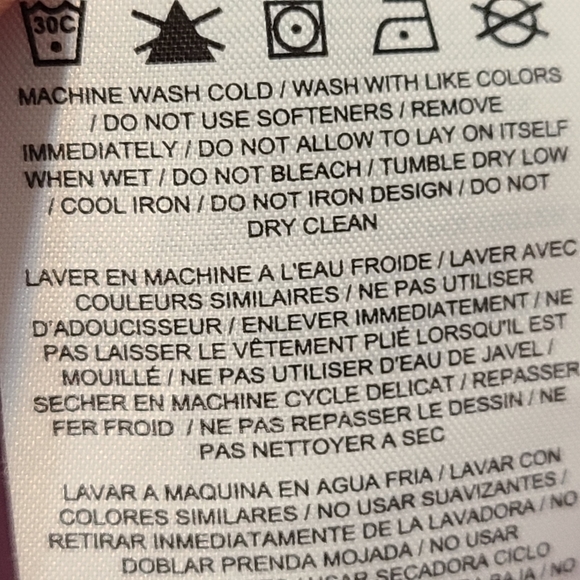 30C
MACHINE WASH COLD / WASH WITH LIKE COLORS
/ DO NOT USE SOFTENERS / REMOVE
IMMEDIATELY / DO NOT ALLOW TO LAY ON ITSELF
WHEN WET / DO NOT BLEACH / TUMBLE DRY LOW
/ COOL IRON / DO NOT IRON DESIGN / DO NOT
DRY CLEAN
LAVER EN MACHINE A L'EAU FROIDE / LAVER AVEC
COULEURS SIMILAIRES / NE PAS UTILISER
D'ADOUCISSEUR / ENLEVER IMMEDIATEMENT / NE
PAS LAISSER LE VÊTEMENT PLIÉ LORSQU'IL EST
MOUILLÉ / NE PAS UTILISER D'EAU DE JAVEL /
SECHER EN MACHINE CYCLE DELICAT / REPASSER
FER FROID / NE PAS REPASSER LE DESSIN / NE
PAS NETTOYER A SEC
LAVAR A MAQUINA EN AGUA FRIA / LAVAR CON
COLORES SIMILARES / NO USAR SUAVIZANTES /
RETIRAR INMEDIATAMENTE DE LA LAVADORA / NO
DOBLAR PRENDA MOJADA / NO USAR
SECADORA CICLO